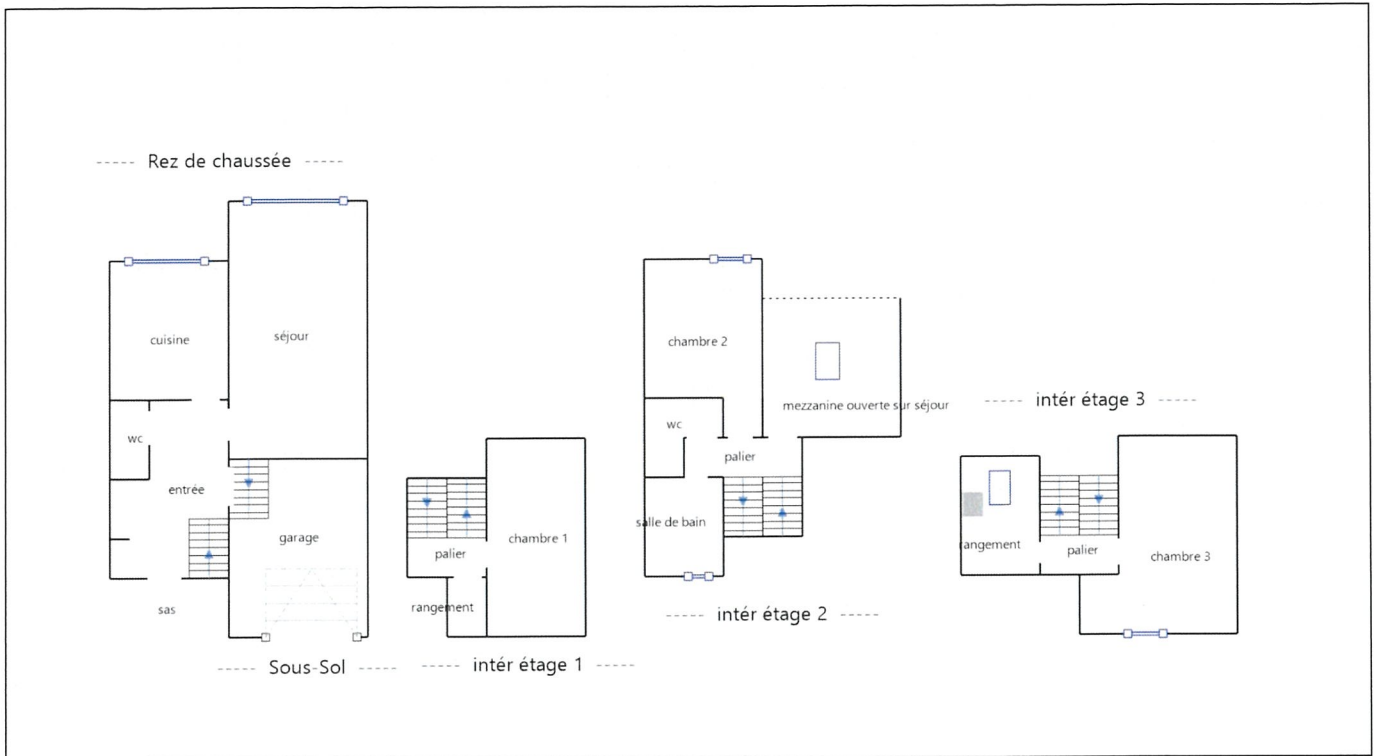 Rez de chaussée
cuisine
séjour
wc
entrée
garage
sas
Sous-Sol
palier
chambre 1
rangement
intér étage 1
chambre 2
mezzanine ouverte sur séjour
wc
palier
salle de bain
intér étage 2
intér étage 3
rangement
palier
chambre 3